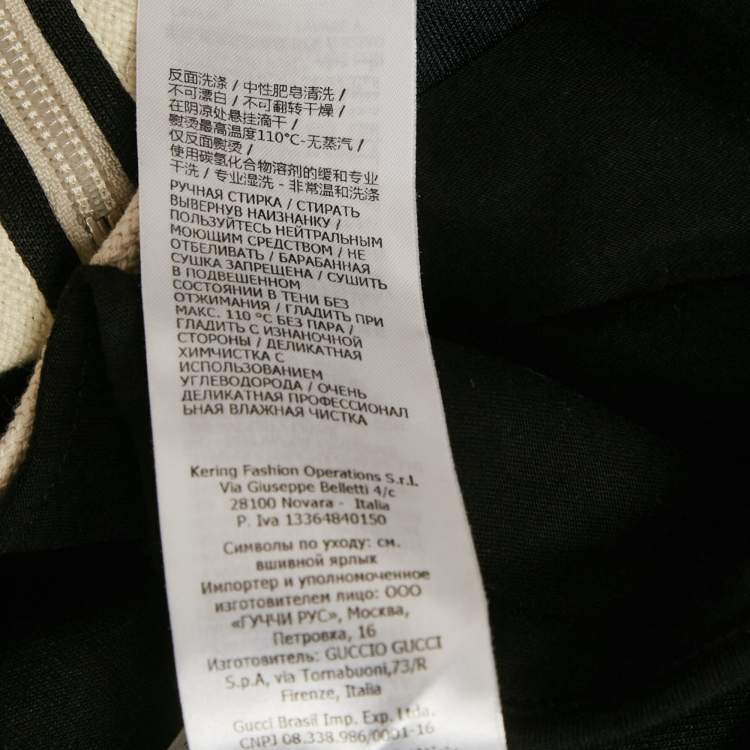 反面洗涤 / 中性肥皂清洗 /
不可漂白 / 不可翻转干燥 /
在阴凉处悬挂滴干 /
熨烫最高温度110°C-无蒸汽 /
仅反面熨烫 /
使用碳氢化合物溶剂的缓和专业
干洗 / 专业湿洗 - 非常温和洗涤
РУЧНАЯ СТИРКА / СТИРАТЬ
ВЫВЕРНУВ НАИЗНАНКУ /
ПОЛЬЗУЙТЕСЬ НЕЙТРАЛЬНЫМ
МОЮЩИМ СРЕДСТВОМ / НЕ
ОТБЕЛИВАТЬ / БАРАБАННАЯ
СУШКА ЗАПРЕЩЕНА / СУШИТЬ
В ПОДВЕШЕННОМ
СОСТОЯНИИ В ТЕНИ БЕЗ
ОТЖИМАНИЯ / ГЛАДИТЬ ПРИ
МАКС. 110 °C БЕЗ ПАРА /
ГЛАДИТЬ С ИЗНАНОЧНОЙ
СТОРОНЫ / ДЕЛИКАТНАЯ
ХИМЧИСТКА С
ИСПОЛЬЗОВАНИЕМ
УГЛЕВОДОРОДА / ОЧЕНЬ
ДЕЛИКАТНАЯ ПРОФЕССИОНАЛ
ЬНАЯ ВЛАЖНАЯ ЧИСТКА
Kering Fashion Operations S.r.l.
Via Giuseppe Belletti 4/c
28100 Novara - Italia
P. Iva 13364840150
Символы по уходу: см.
вшивной ярлык
Импортер и уполномоченное
изготовителем лицо: ООО
«ГУЧЧИ РУС», Москва,
Петровка, 16
Изготовитель: GUCCIO GUCCI
S.p.A, via Tornabuoni,73/R
Firenze, Italia
Gucci Brasil Imp. Exp. Ltda
CNPJ 08.338.986/0001-16